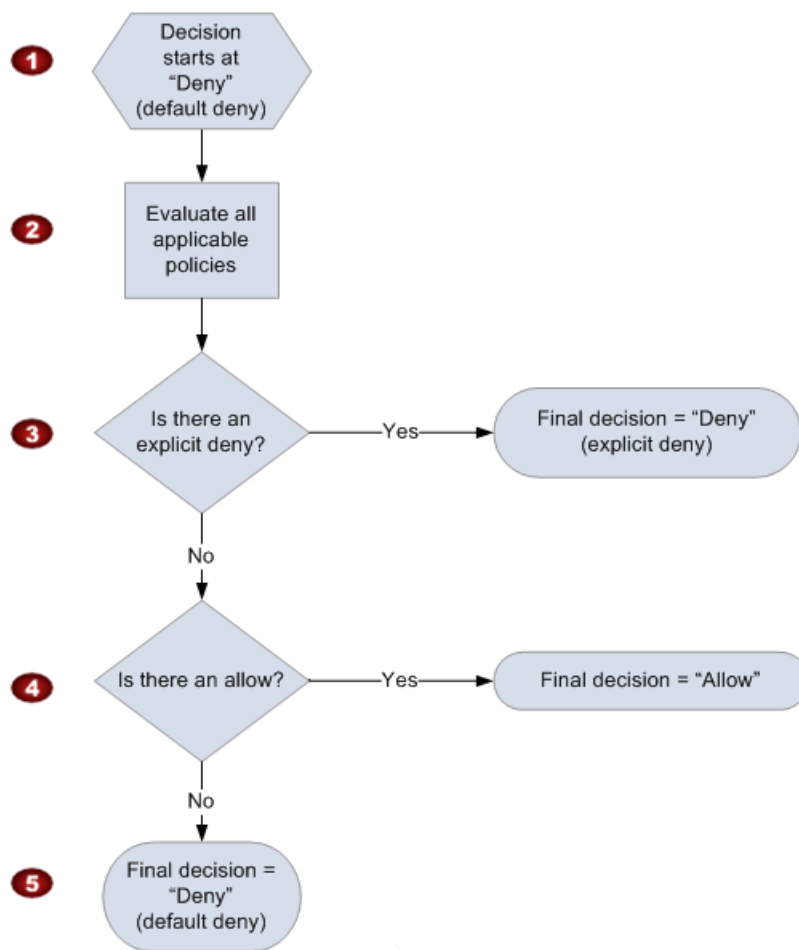 1
Decision
starts at
“Deny”
(default deny)
2
Evaluate all
applicable
policies
3
Is there an
explicit deny?
Yes
Final decision = “Deny”
(explicit deny)
No
4
Is there an allow?
Yes
Final decision = “Allow”
No
5
Final decision =
“Deny”
(default deny)